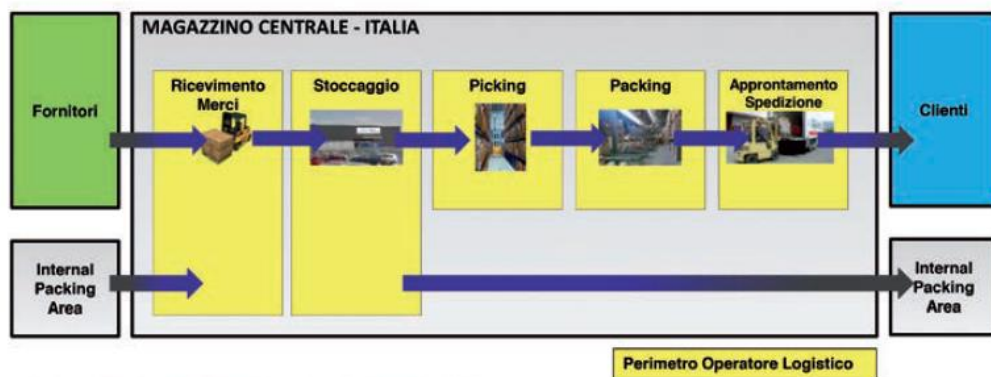 MAGAZZINO CENTRALE - ITALIA
Fornitori
Ricevimento
Merci
Stoccaggio
Picking
Packing
Approntamento
Spedizione
Clienti
Internal
Packing
Area
Internal
Packing
Area
Perimetro Operatore Logistico